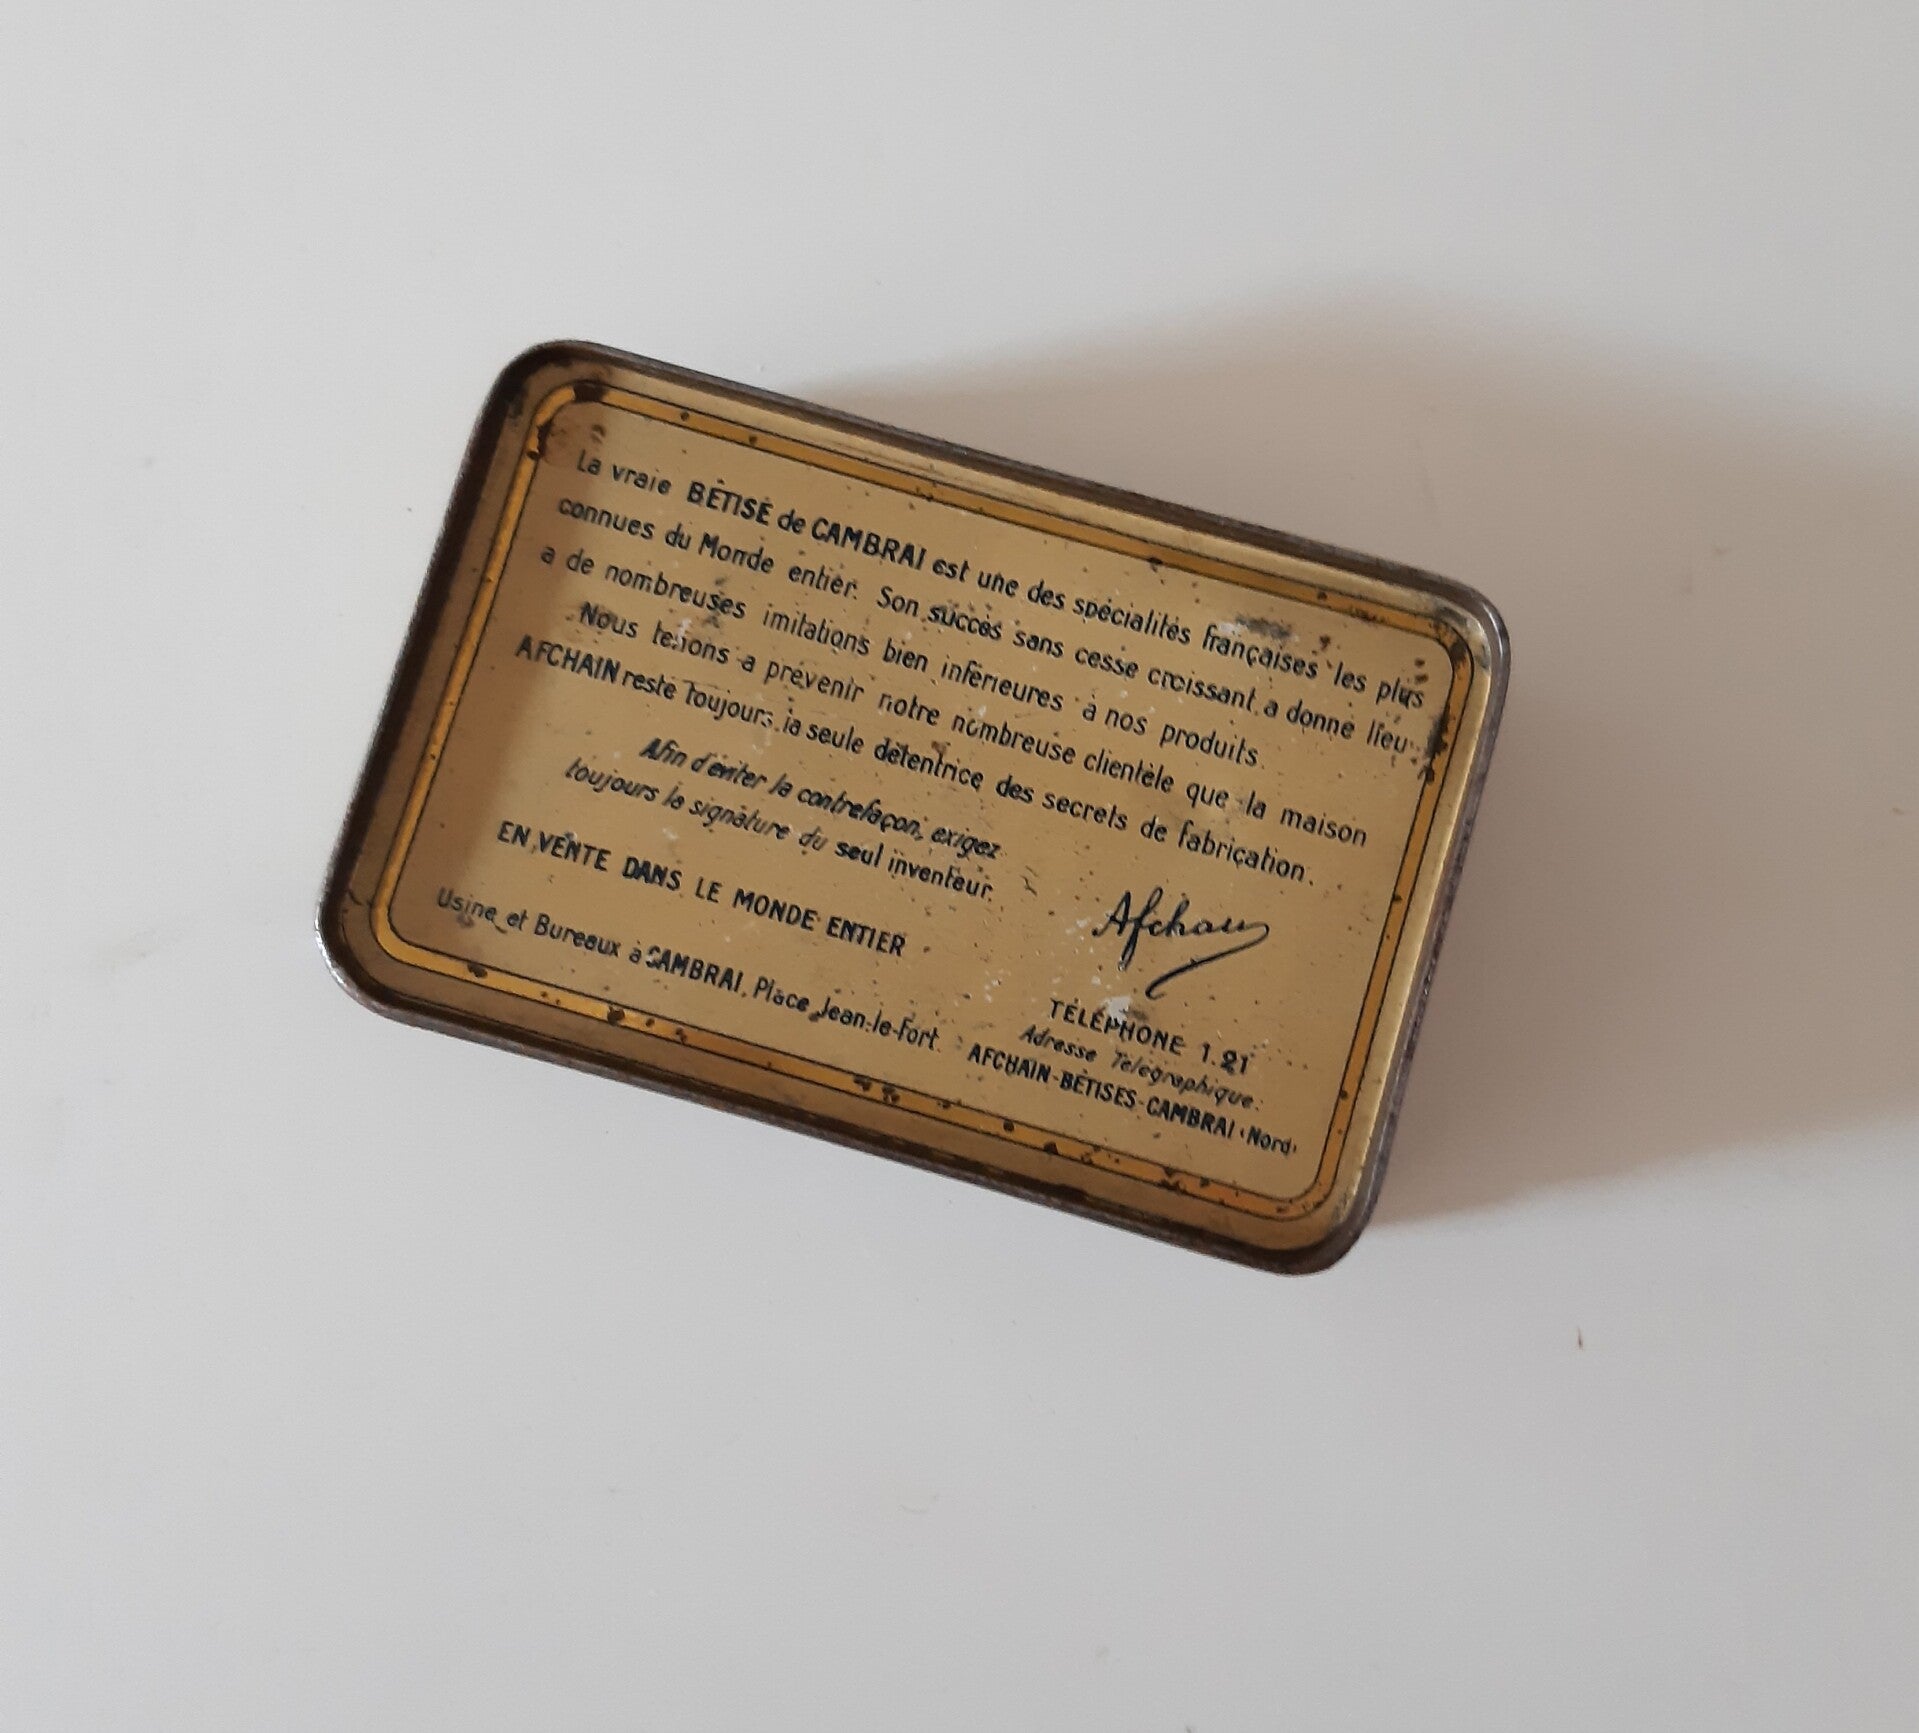 La vraie BÊTISE de CAMBRAI est une des spécialités françaises les plus
connues du Monde entier. Son succès sans cesse croissant a donné lieu
à de nombreuses imitations bien inférieures à nos produits.
Nous tenions à prévenir notre nombreuse clientèle que la maison
AFCHAIN reste toujours la seule détentrice des secrets de fabrication.
Afin d'éviter la contrefaçon, exigez
toujours la signature du seul inventeur.
Afchain
EN VENTE DANS LE MONDE ENTIER
Usine et Bureaux à CAMBRAI, Place Jean-le-Fort.
TÉLÉPHONE 1.21
Adresse Télégraphique:
AFCHAIN-BÊTISES-CAMBRAI (Nord)